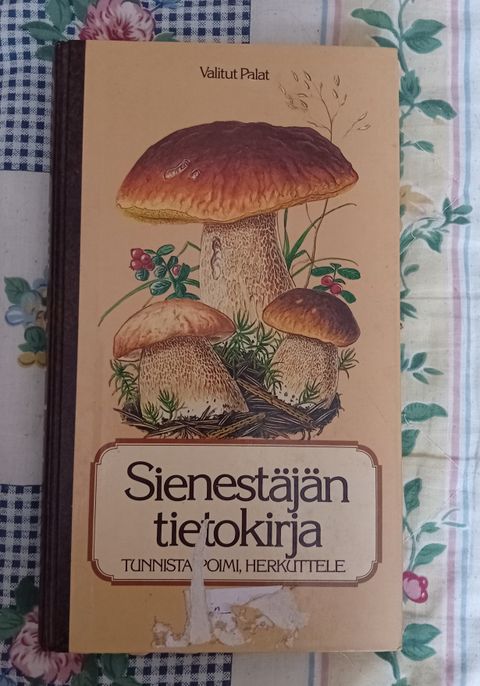 Valitut Palat
Sienestäjän
tietokirja
TUNNISTA, POIMI, HERKUTTELE